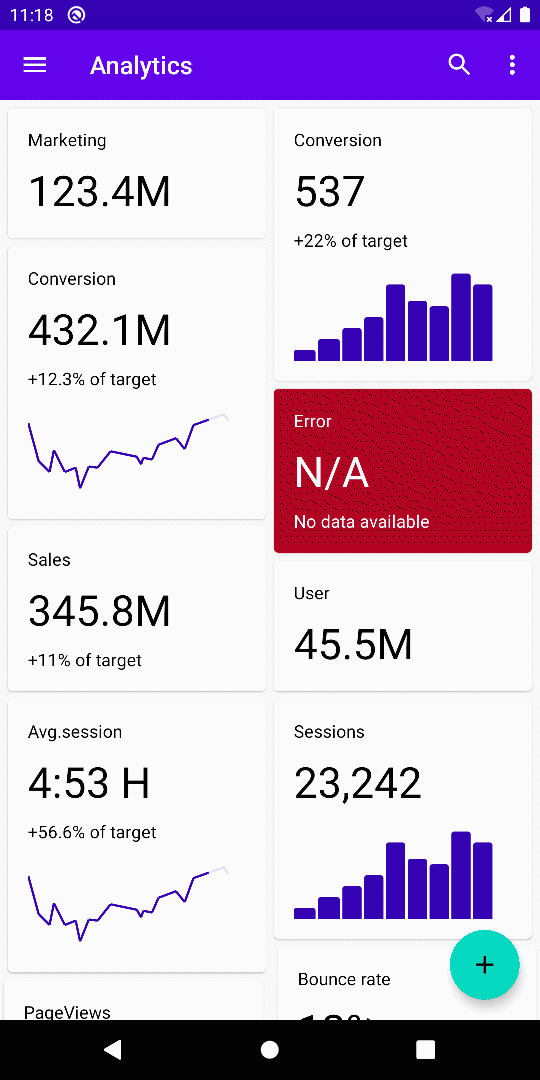 11:18
Analytics
Marketing
123.4M
Conversion
432.1M
+12.3% of target
Sales
345.8M
+11% of target
Avg.session
4:53 H
+56.6% of target
PageViews
Conversion
537
+22% of target
Error
N/A
No data available
User
45.5M
Sessions
23,242
Bounce rate